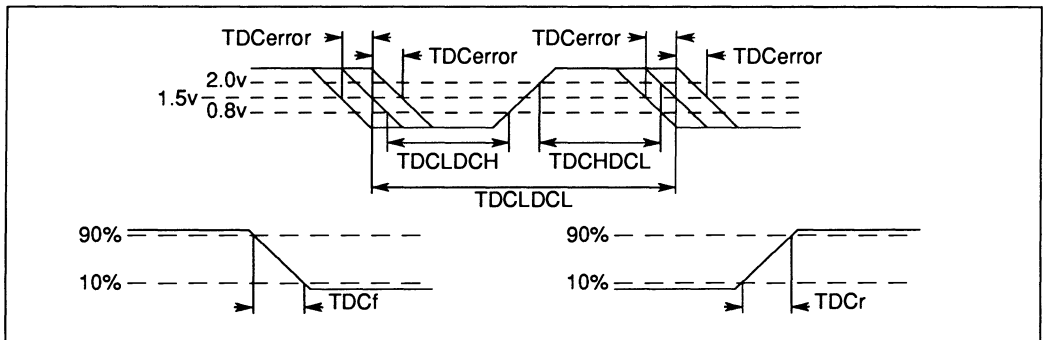 TDCerror TDCerror
TDCerror TDCerror
2.0v
1.5v
0.8v
TDCLDCH TDCHDCL
TDCLDCL
90% 90%
10% 10%
TDCf TDCr